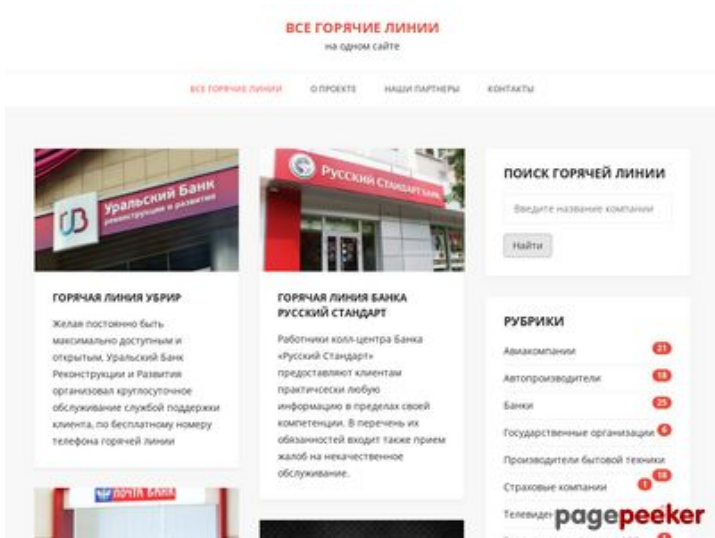 ВСЕ ГОРЯЧИЕ ЛИНИИ
на одном сайте
ВСЕ ГОРЯЧИЕ ЛИНИИ
О ПРОЕКТЕ
НАШИ ПАРТНЕРЫ
КОНТАКТЫ
UB Уральский Банк
реконструкции и развития
ГОРЯЧАЯ ЛИНИЯ УБРИР
Желая постоянно быть
максимально доступным и
открытым, Уральский Банк
Реконструкции и Развития
организовал круглосуточное
обслуживание службой поддержки
клиента, по бесплатному номеру
телефона горячей линии
ПОЧТА БАНК
Русский Стандарт Банк
ГОРЯЧАЯ ЛИНИЯ БАНКА
РУССКИЙ СТАНДАРТ
Работники колл-центра Банка
«Русский Стандарт»
предоставляют клиентам
практически любую
информацию в пределах своей
компетенции. В перечень их
обязанностей входит также прием
жалоб на некачественное
обслуживание.
ПОИСК ГОРЯЧЕЙ ЛИНИИ
Введите название компании
Найти
РУБРИКИ
Авиакомпании 21
Автопроизводители 18
Банки 25
Государственные организации 6
Производители бытовой техники
18
Страховые компании 1
pagepeeker